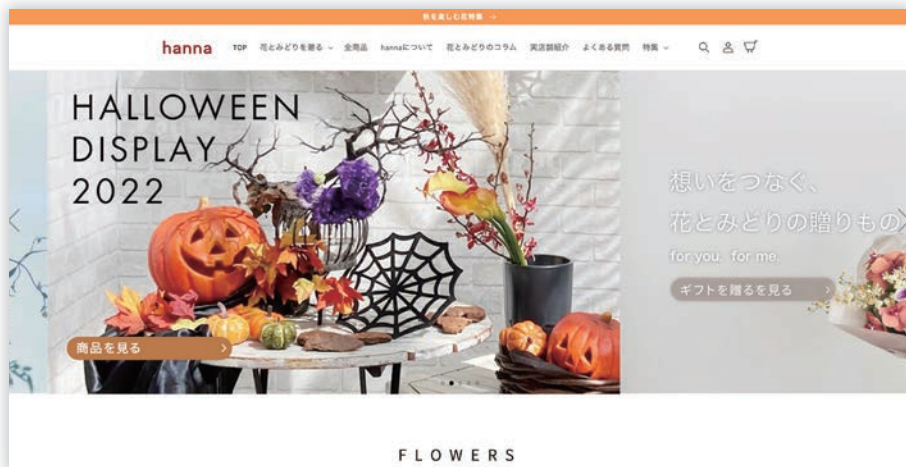 秋を楽しむ花特集 →
hanna TOP 花とみどりを贈る 全商品 hannaについて 花とみどりのコラム 実店舗紹介 よくある質問 特集
HALLOWEEN
DISPLAY
2022
商品を見る
想いをつなぐ、
花とみどりの贈りもの
for you. for me.
ギフトを贈るを見る
FLOWERS